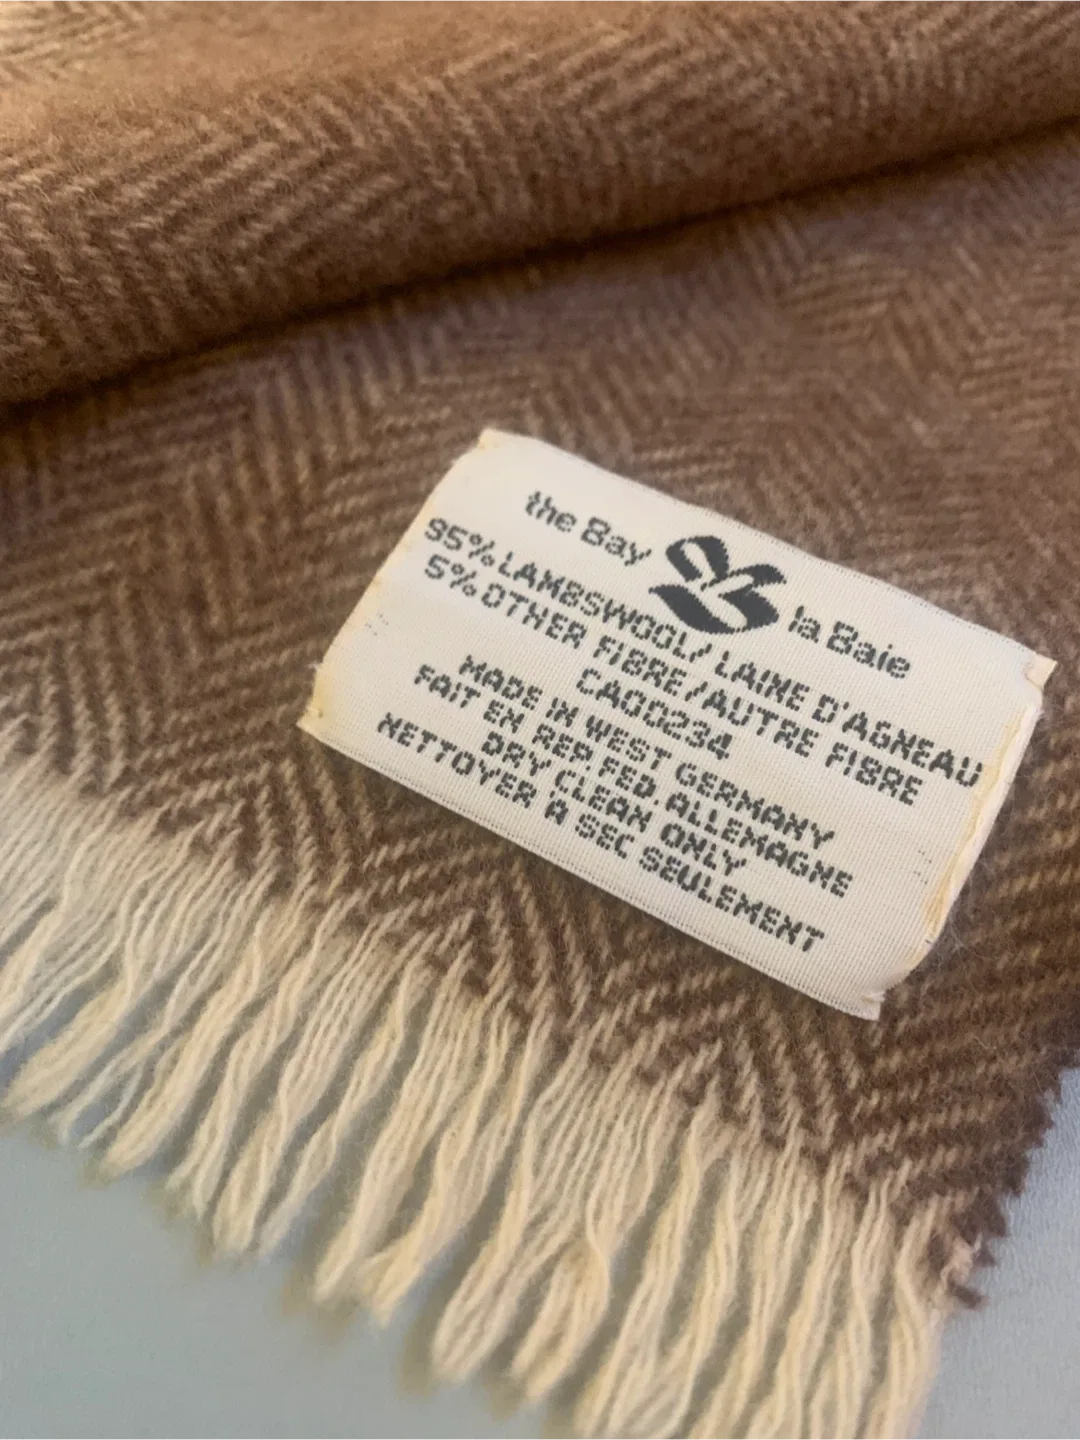 the Bay la Baie
95% LAMBSWOOL/ LAINE D'AGNEAU
5% OTHER FIBRE/AUTRE FIBRE
CA00234
MADE IN WEST GERMANY
FAIT EN REP. FED. ALLEMAGNE
DRY CLEAN ONLY
NETTOYER A SEC SEULEMENT